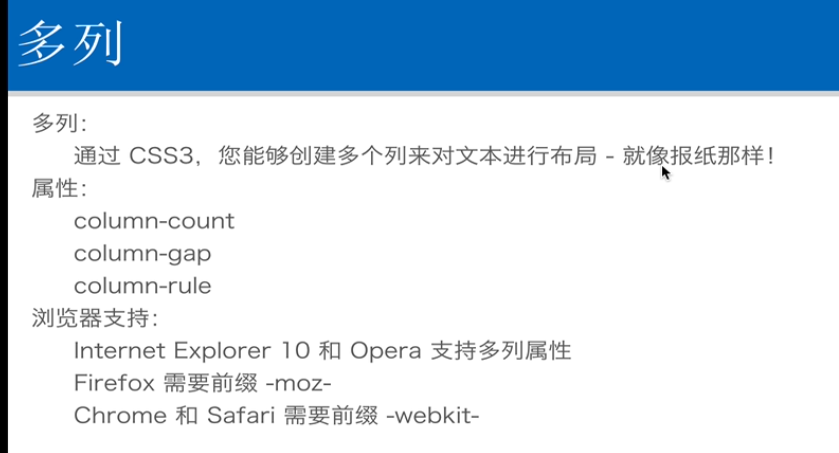 多列
多列：
通过 CSS3，您能够创建多个列来对文本进行布局 - 就像报纸那样！
属性：
column-count
column-gap
column-rule
浏览器支持：
Internet Explorer 10 和 Opera 支持多列属性
Firefox 需要前缀 -moz-
Chrome 和 Safari 需要前缀 -webkit-